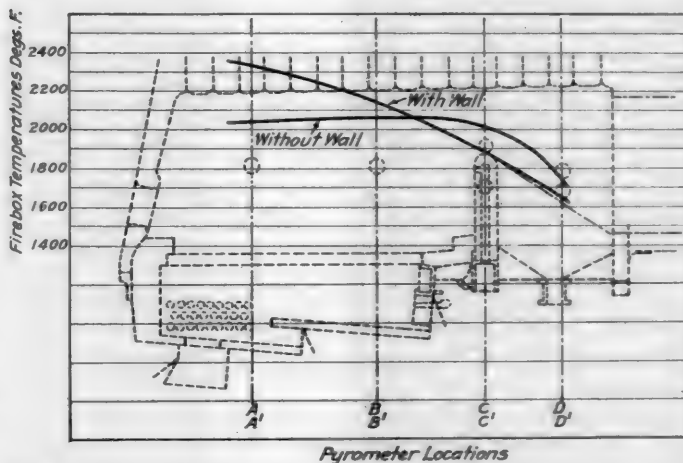 Firebox Temperatures Degs. F.
2400
2200
2000
1800
1600
1400
With Wall
Without Wall
A
A'
B
B'
C
C'
D
D'
Pyrometer Locations